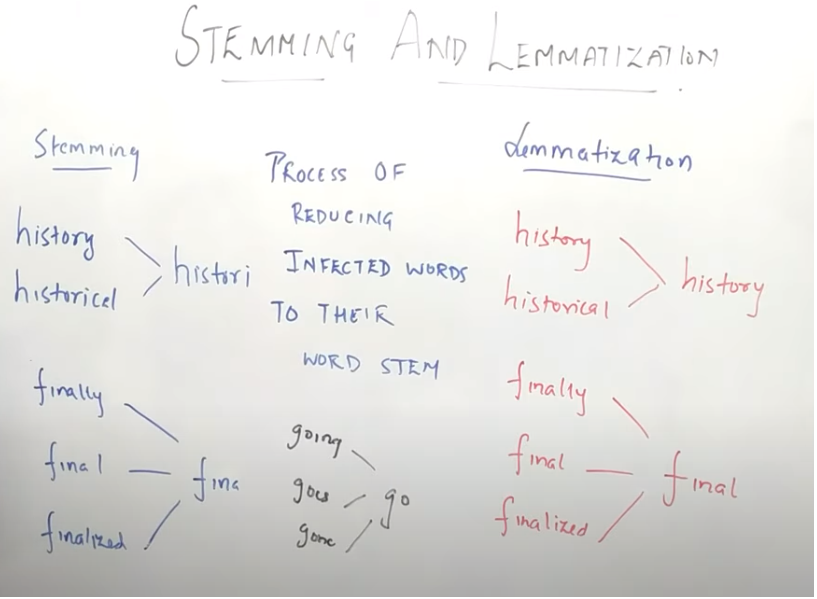 STEMMING AND LEMMATIZATION
Stemming
history
historical
histori
finally
final
finalized
fina
PROCESS OF
REDUCING
INFECTED WORDS
TO THEIR
WORD STEM
going
goes
gone
go
Lemmatization
history
historical
history
finally
final
finalized
final